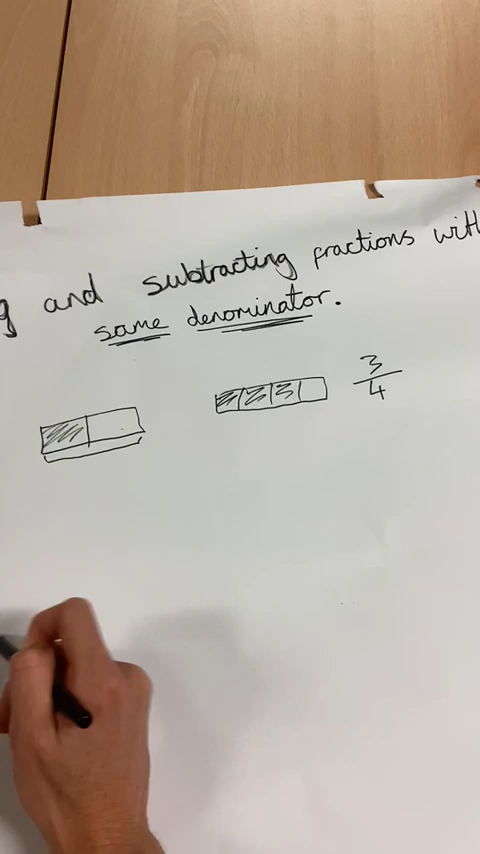 g and subtracting fractions with
same denominator.
3
4